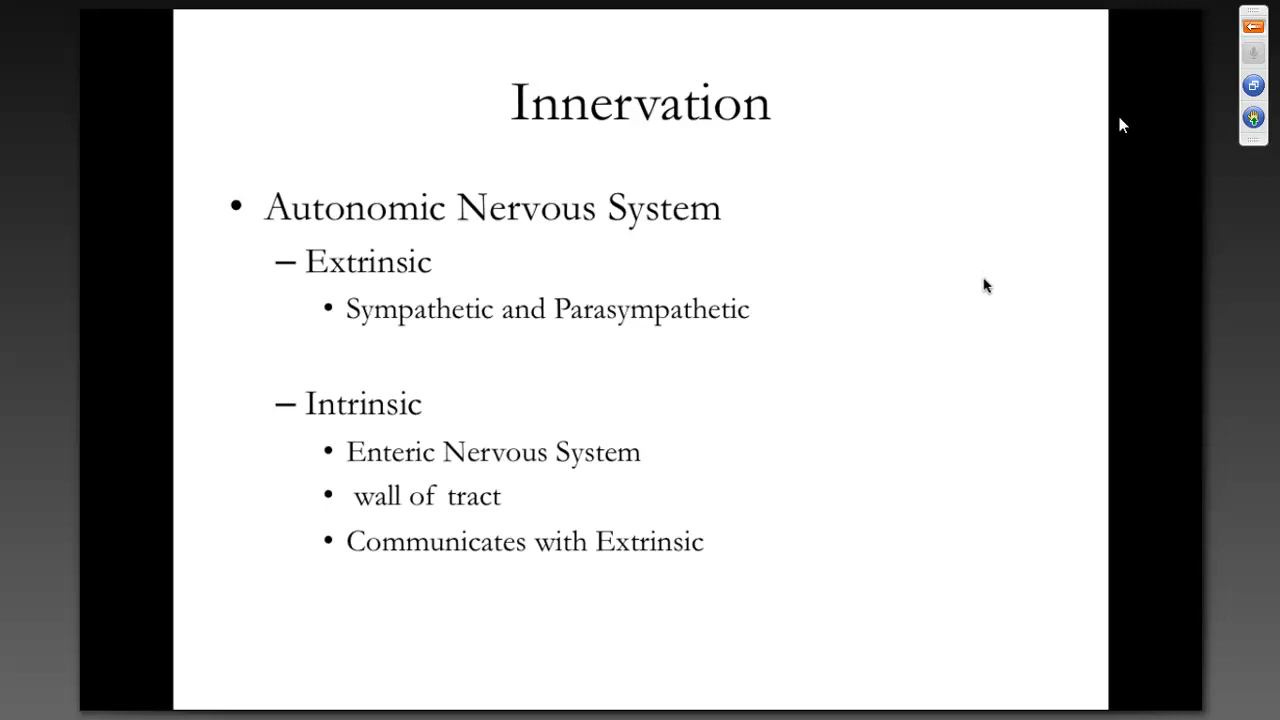 Innervation
• Autonomic Nervous System
– Extrinsic
• Sympathetic and Parasympathetic
– Intrinsic
• Enteric Nervous System
• wall of tract
• Communicates with Extrinsic